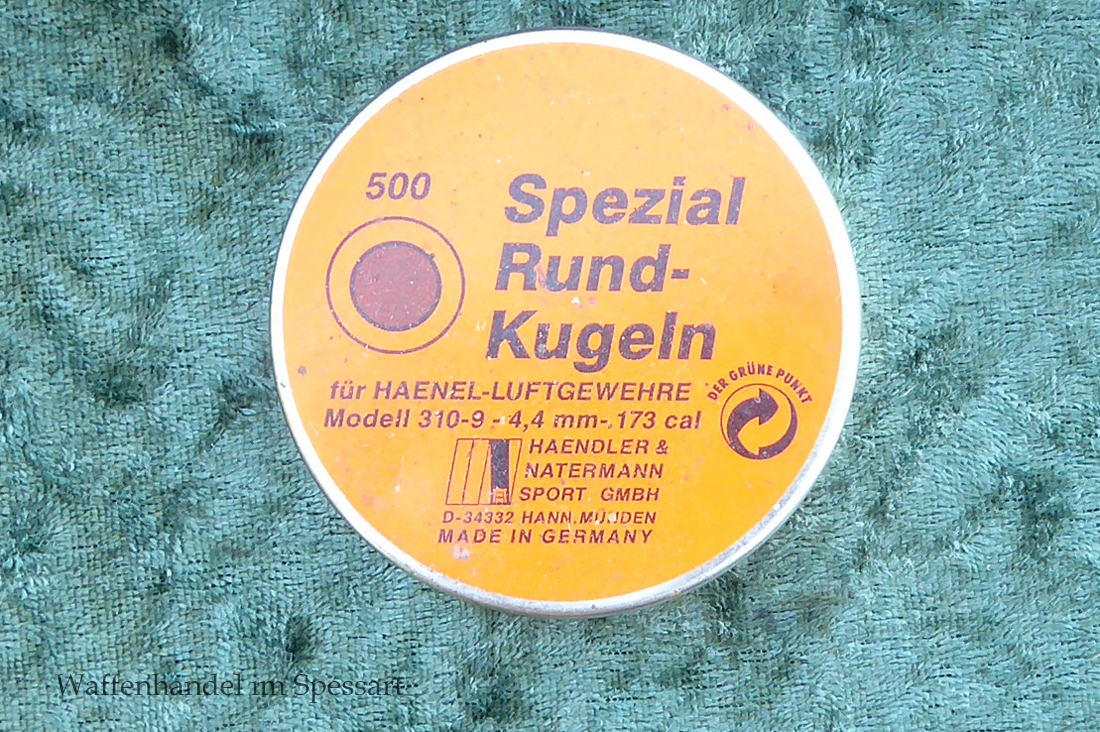 500
Spezial
Rund-
Kugeln
für HAENEL-LUFTGEWEHRE
Modell 310-9 - 4,4 mm-.173 cal
DER GRÜNE PUNKT
HAENDLER &
NATERMANN
SPORT GMBH
D-34332 HANN. MÜNDEN
MADE IN GERMANY
Waffenhandel im Spessart